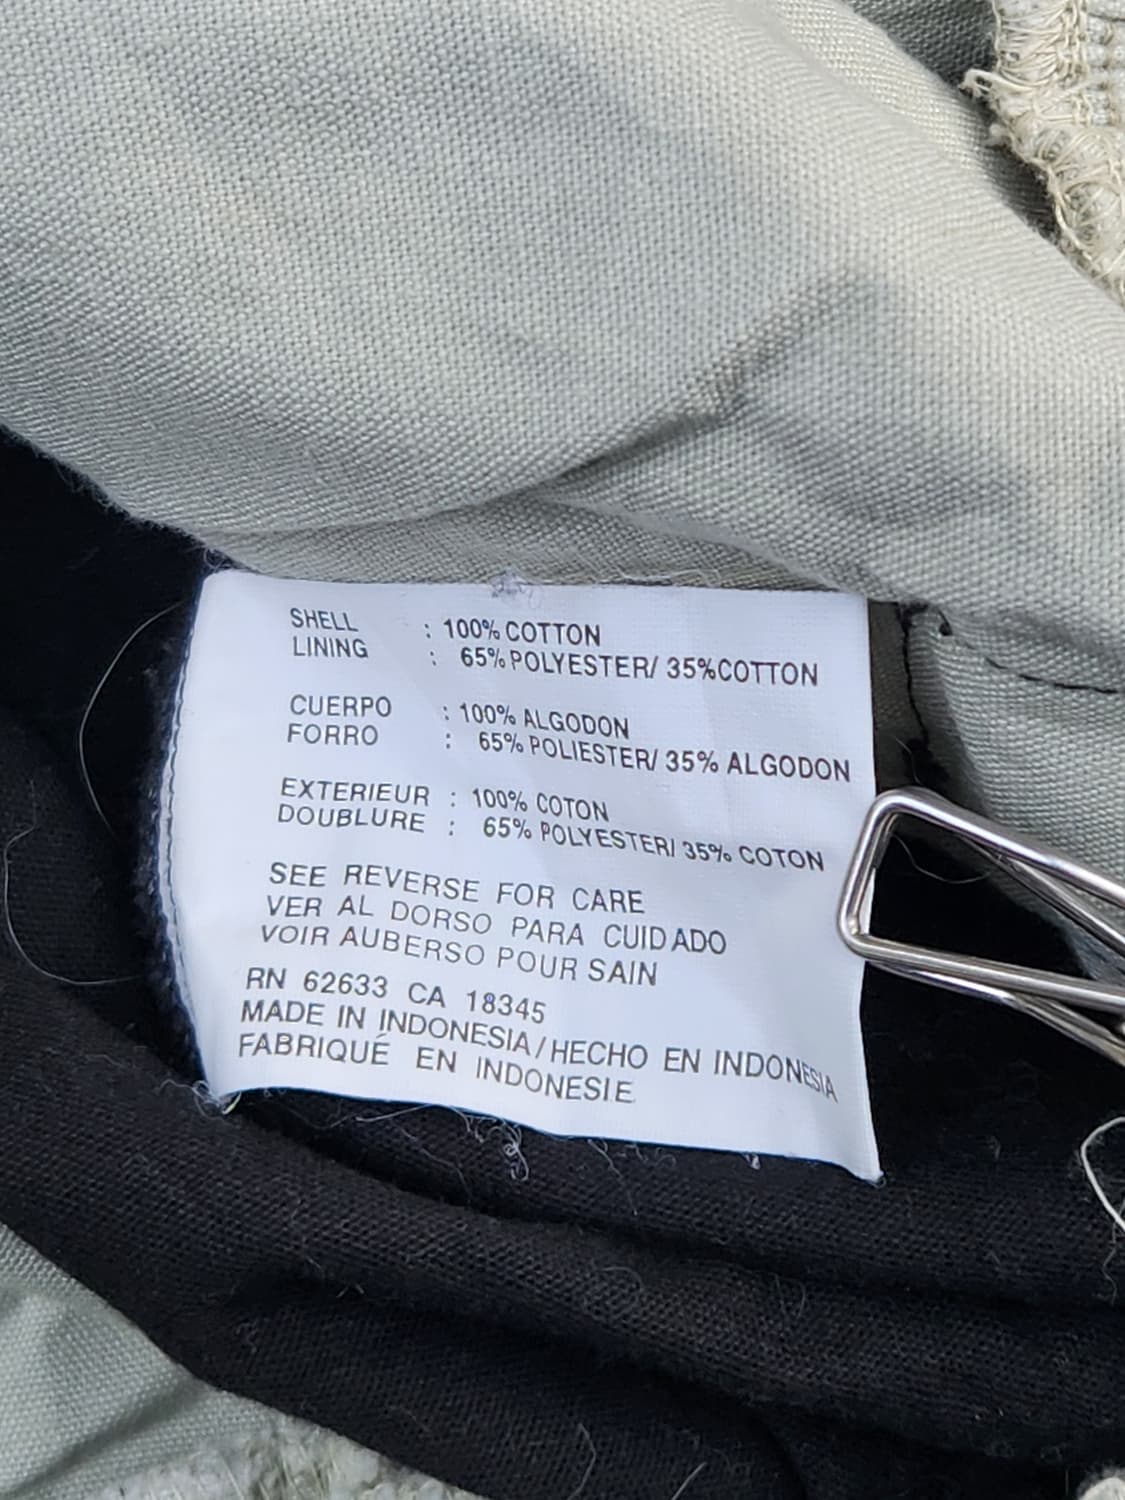 SHELL : 100% COTTON
LINING : 65% POLYESTER/ 35%COTTON
CUERPO : 100% ALGODON
FORRO : 65% POLIESTER/ 35% ALGODON
EXTERIEUR : 100% COTON
DOUBLURE : 65% POLYESTER/ 35% COTON
SEE REVERSE FOR CARE
VER AL DORSO PARA CUIDADO
VOIR AUBERSO POUR SAIN
RN 62633 CA 18345
MADE IN INDONESIA/HECHO EN INDONESIA
FABRIQUÉ EN INDONESIE